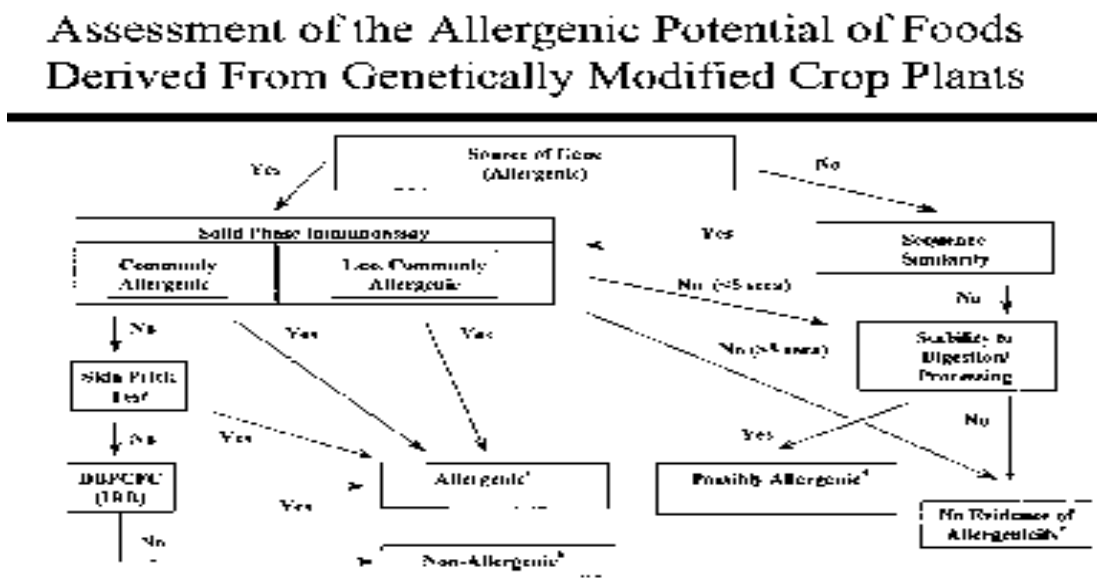 Assessment of the Allergenic Potential of Foods
Derived From Genetically Modified Crop Plants
Source of Gene
(Allergenic)
Yes
No
Solid Phase Immunoassay
Commonly
Allergenic
Less Commonly
Allergenic
Yes
Sequence
Similarity
No (<5 sera)
No
No
Yes
Yes
No (>5 sera)
Stability to
Digestion/
Processing
Skin Prick
Test
No
Yes
Yes
No
DBPCFC
(IRB)
Yes
No
Allergenic
Possibly Allergenic
No Evidence of
Allergenicity
Non-Allergenic